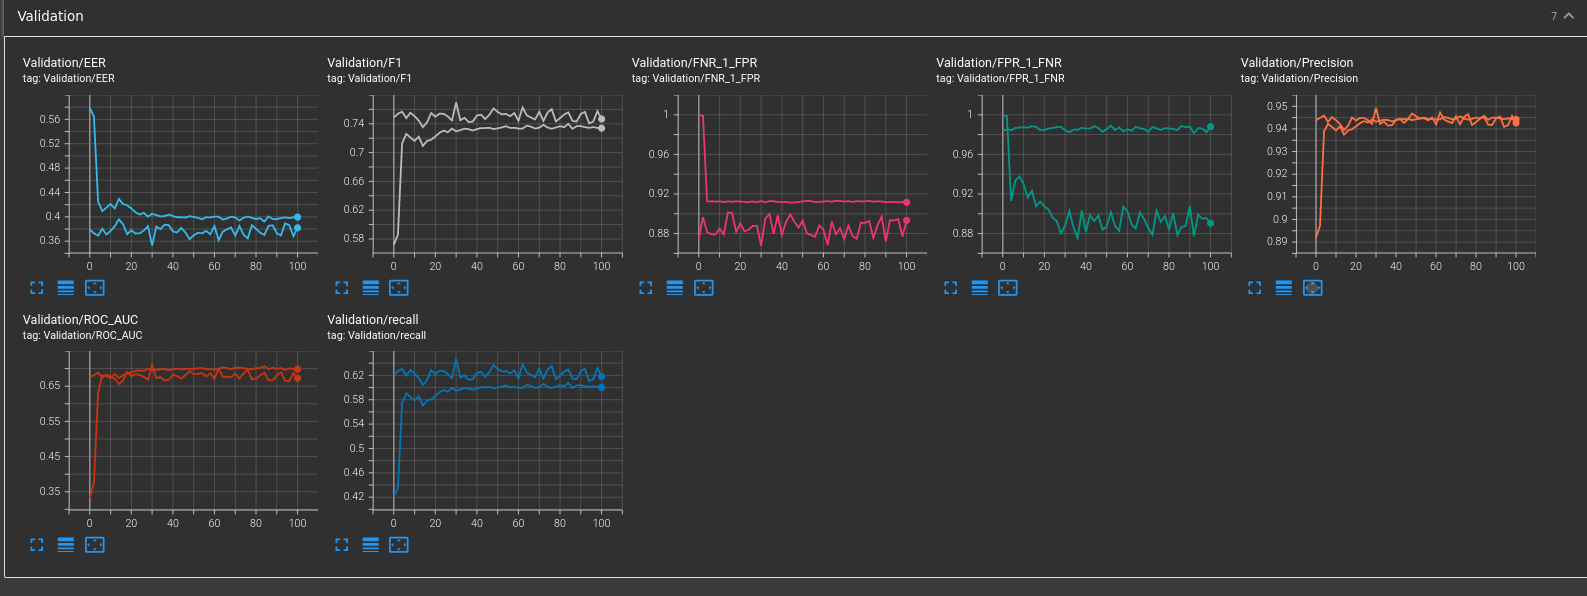 Validation
7
Validation/EER
tag: Validation/EER
0.56
0.52
0.48
0.44
0.4
0.36
0 20 40 60 80 100
Validation/F1
tag: Validation/F1
0.74
0.7
0.66
0.62
0.58
0 20 40 60 80 100
Validation/FNR_1_FPR
tag: Validation/FNR_1_FPR
1
0.96
0.92
0.88
0 20 40 60 80 100
Validation/FPR_1_FNR
tag: Validation/FPR_1_FNR
1
0.96
0.92
0.88
0 20 40 60 80 100
Validation/Precision
tag: Validation/Precision
0.95
0.94
0.93
0.92
0.91
0.9
0.89
0 20 40 60 80 100
Validation/ROC_AUC
tag: Validation/ROC_AUC
0.65
0.55
0.45
0.35
0 20 40 60 80 100
Validation/recall
tag: Validation/recall
0.62
0.58
0.54
0.5
0.46
0.42
0 20 40 60 80 100